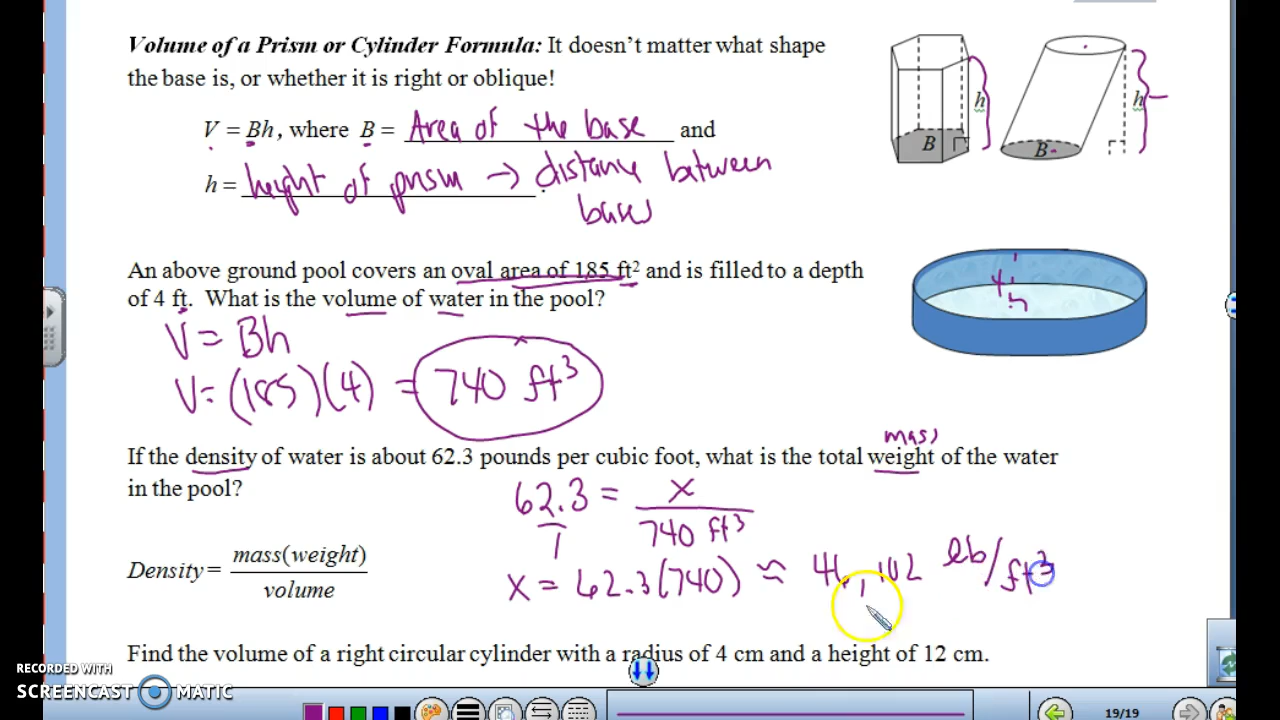 Volume of a Prism or Cylinder Formula: It doesn't matter what shape
the base is, or whether it is right or oblique!
V = Bh, where B = Area of the base and
h = height of prism → distance between
bases
h
h
B
B
An above ground pool covers an oval area of 185 ft² and is filled to a depth
of 4 ft. What is the volume of water in the pool?
V = Bh
V = (185)(4) = 740 ft³
mass
If the density of water is about 62.3 pounds per cubic foot, what is the total weight of the water
in the pool?
62.3 = x
1 740 ft³
Density = mass(weight)
volume
x = 62.3(740) ≈ 46,102 lb/ft³
Find the volume of a right circular cylinder with a radius of 4 cm and a height of 12 cm.
RECORDED WITH
SCREENCAST MATIC
19/19